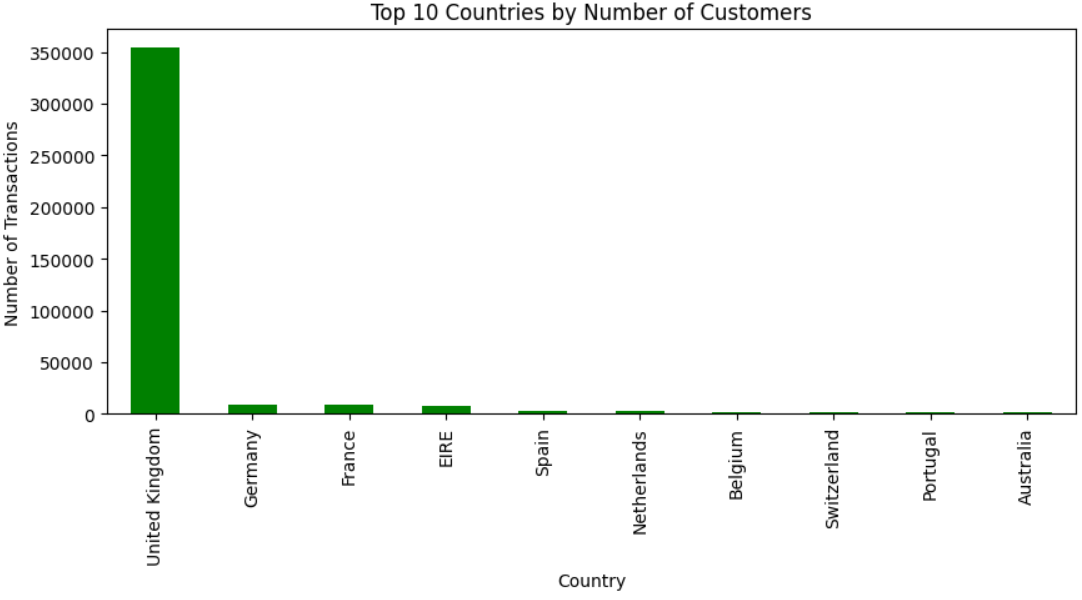 Top 10 Countries by Number of Customers
Number of Transactions
350000
300000
250000
200000
150000
100000
50000
0
United Kingdom
Germany
France
EIRE
Spain
Netherlands
Belgium
Switzerland
Portugal
Australia
Country